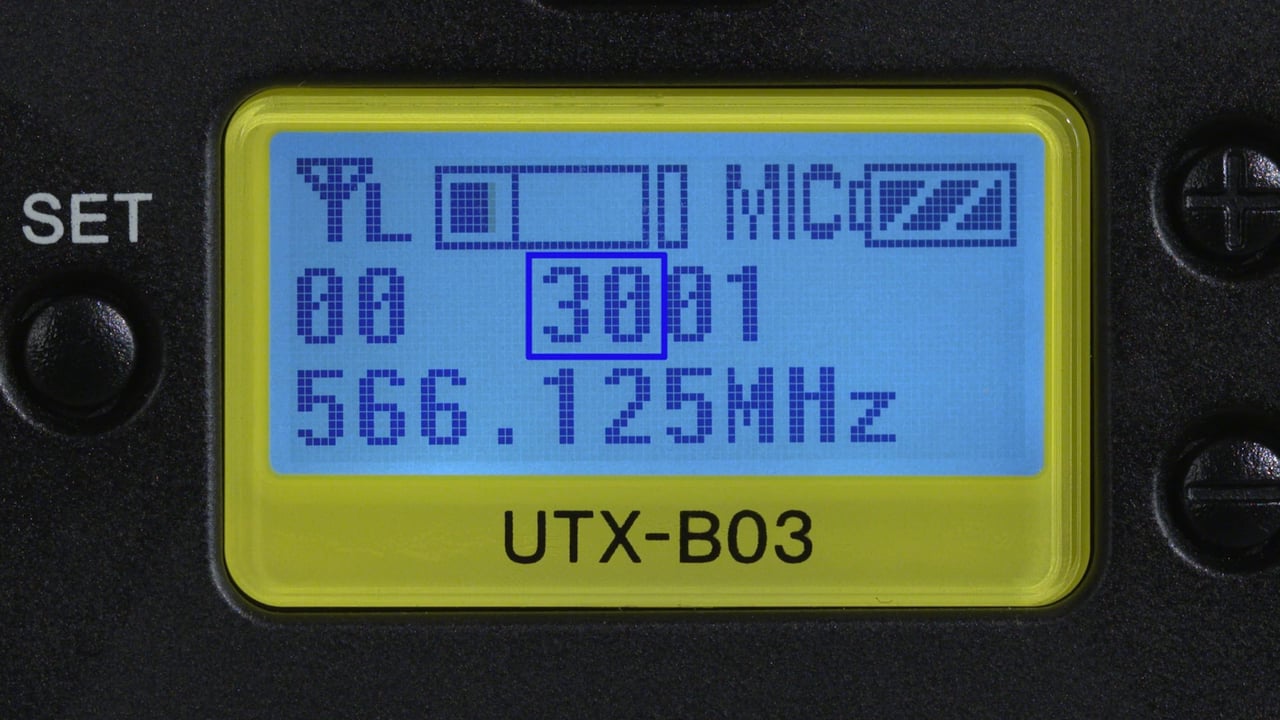 SET
L MIC
00 3001
566.125MHz
UTX-B03